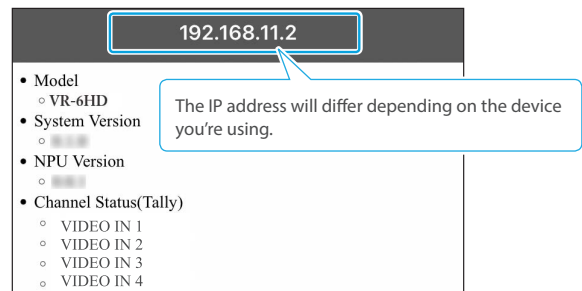 192.168.11.2
The IP address will differ depending on the device
you're using.
Model
VR-6HD
System Version
NPU Version
Channel Status(Tally)
VIDEO IN 1
VIDEO IN 2
VIDEO IN 3
VIDEO IN 4